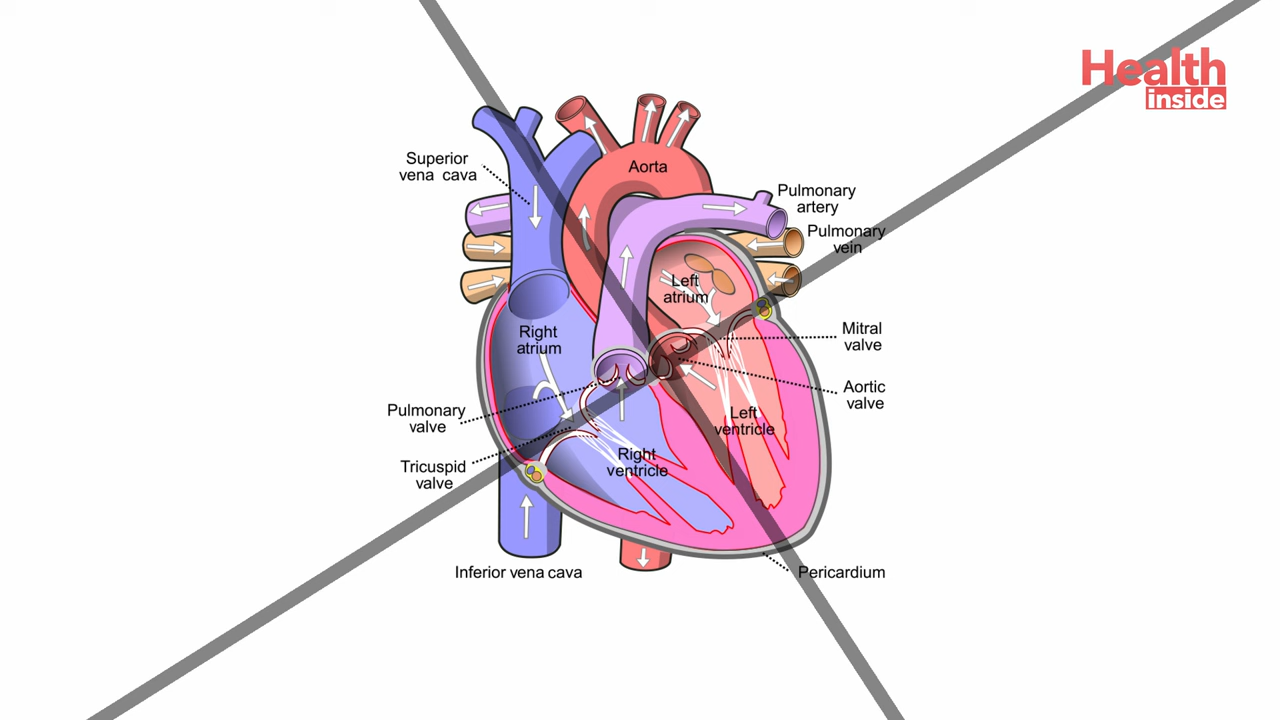 Health
inside
Superior
vena cava
Aorta
Pulmonary
artery
Pulmonary
vein
Left
atrium
Right
atrium
Mitral
valve
Aortic
valve
Pulmonary
valve
Left
ventricle
Right
ventricle
Tricuspid
valve
Inferior vena cava
Pericardium